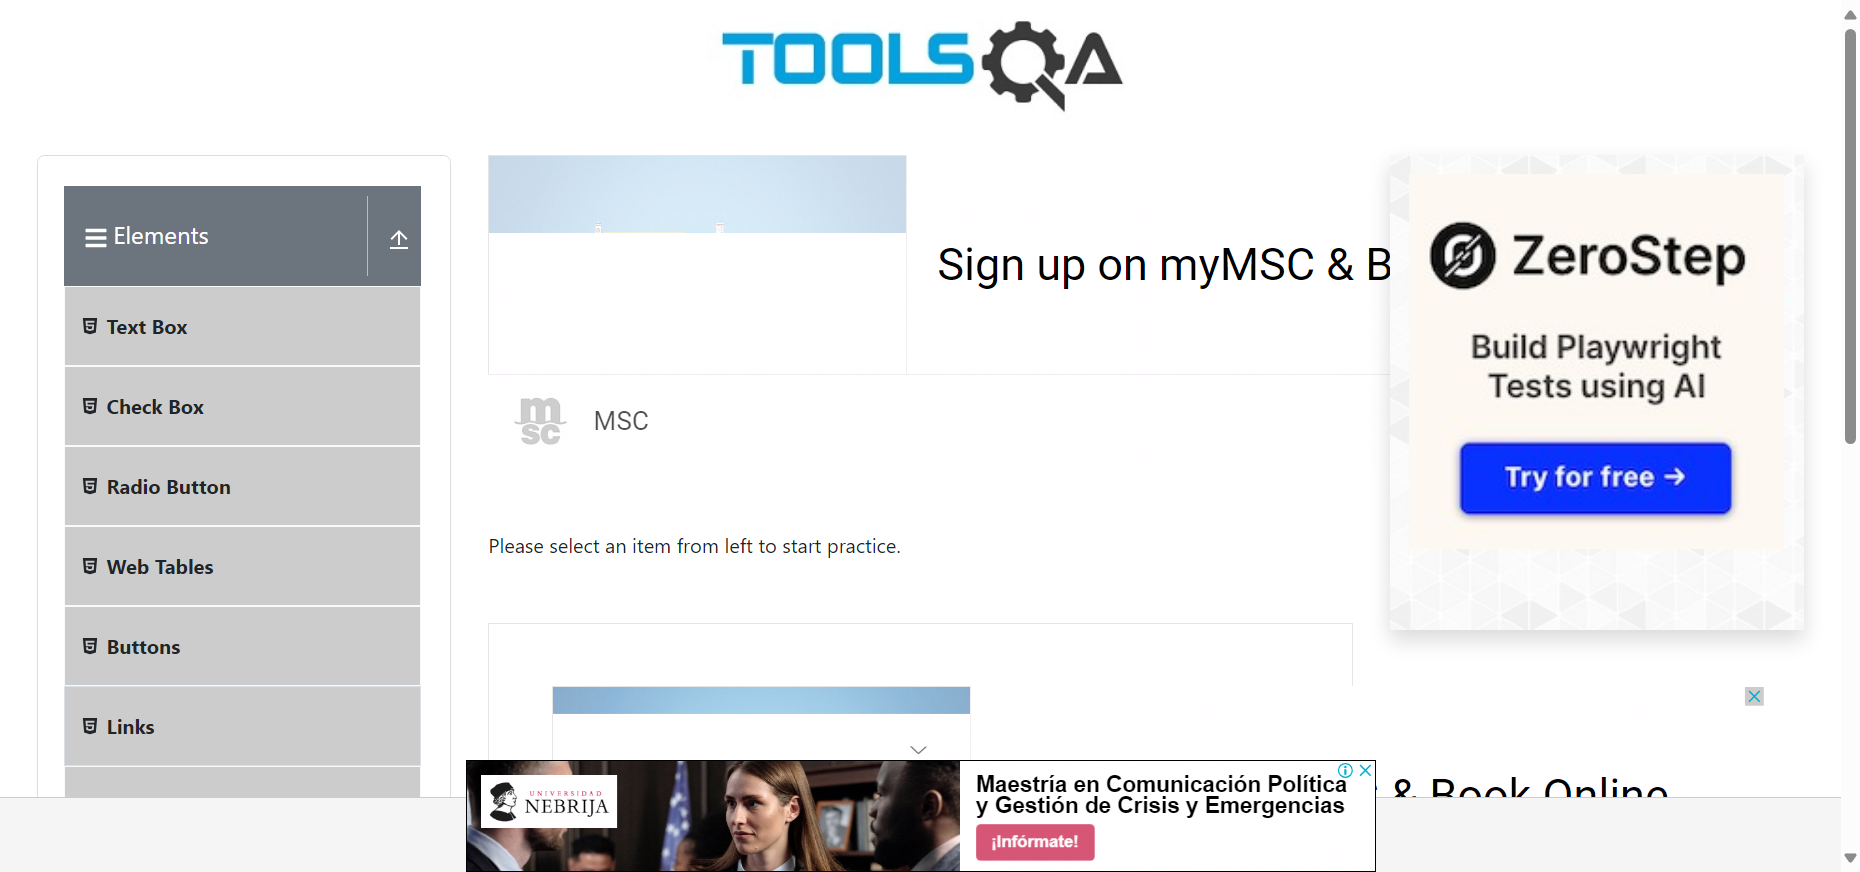 TOOLSQA
Elements
Text Box
Check Box
Radio Button
Web Tables
Buttons
Links
Sign up on myMSC & B
msc
MSC
Please select an item from left to start practice.
ZeroStep
Build Playwright
Tests using AI
Try for free →
& Book Online
UNIVERSIDAD
NEBRIJA
Maestría en Comunicación Política
y Gestión de Crisis y Emergencias
¡Infórmate!